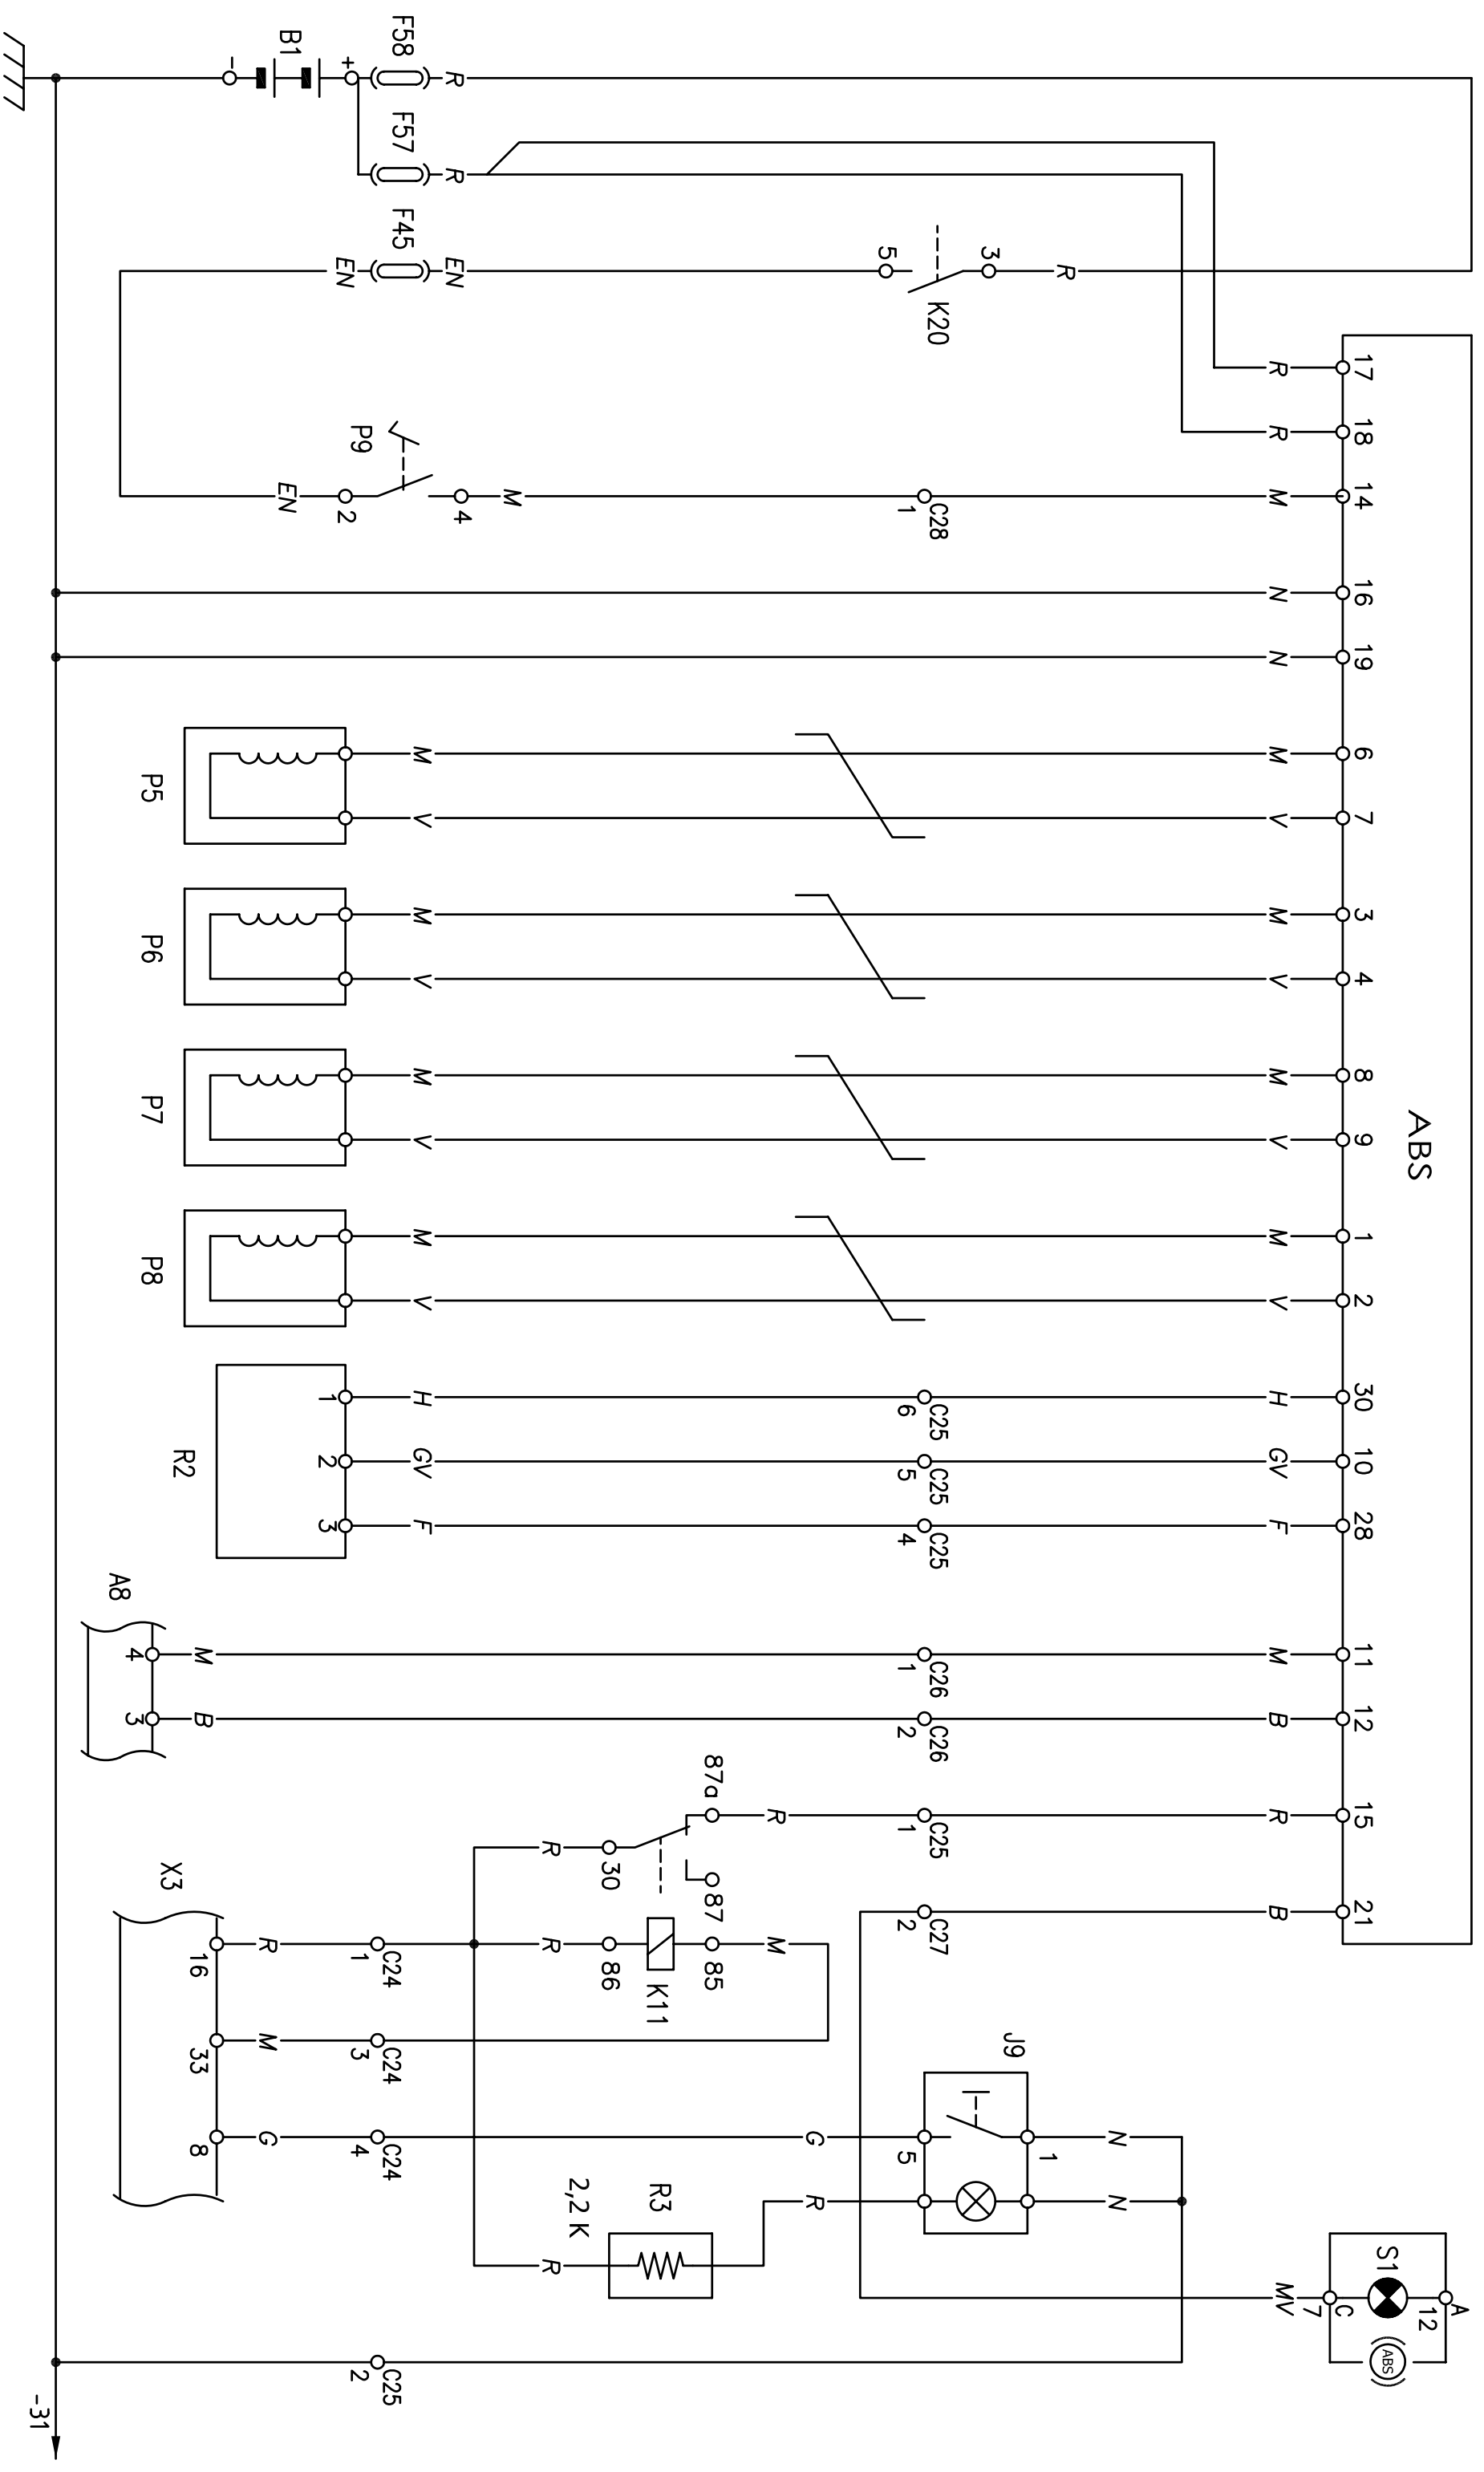 A
ABS
12
S1
ABS
17 18 14 16 19 6 7 3 4 8 9 1 2 30 10 28 11 12 15 21
C
7
R R M N N M V M V M V M V H GV F M B R B MV
N N
R
1
J9
3
K20 C28 C25 C25 C25 C26 C26 C25 C27
5 1 6 5 4 1 2 1 2 5
G R
R M
87a 87 85
K11 R3
30 86
2,2 K
R R R
M
R R EN 4
M V M V M V M V H GV F
F58 F57 F45
C24 C24 C24 C25
P9 1 3 4 2
+ EN 2
1 2 3
B1 EN
R M G
-
M B
16 33 8
R2
X3
P5 P6 P7 P8
4 3
A8
-31